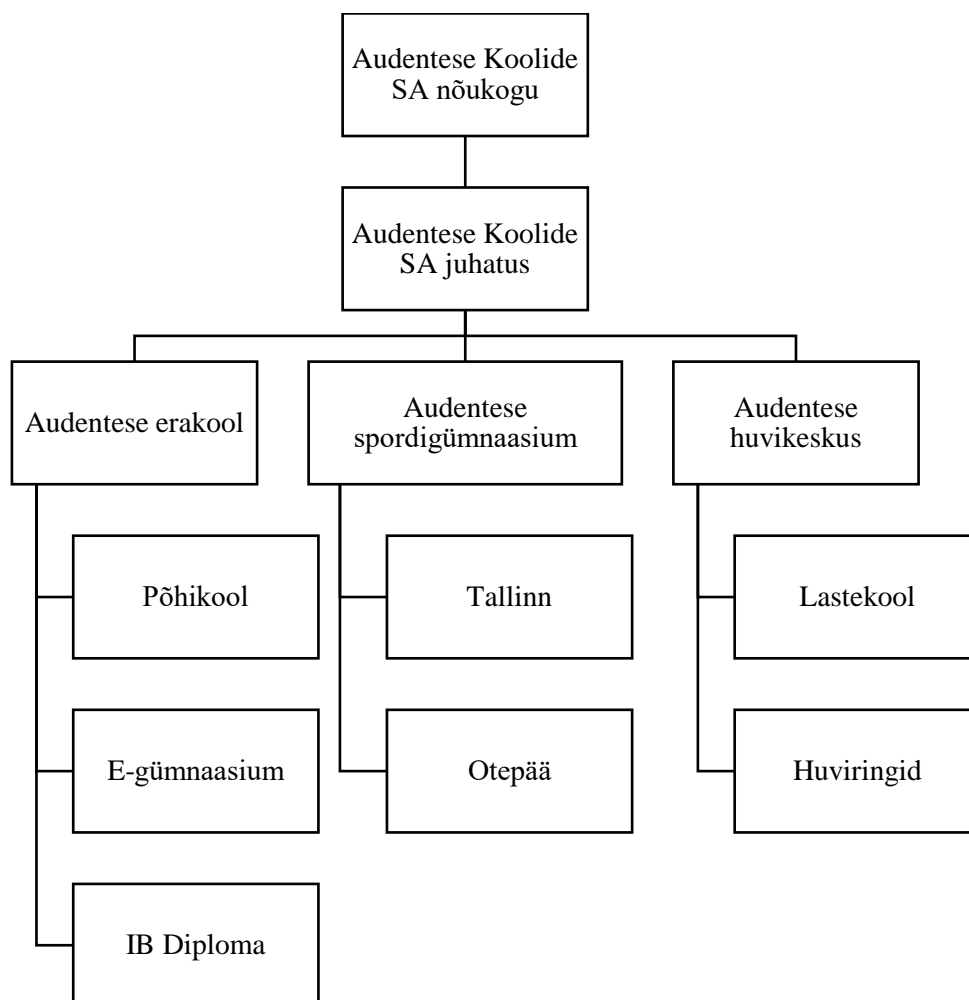 Audentese Koolide
SA nõukogu
Audentese Koolide
SA juhatus
Audentese erakool
Audentese
spordigümnaasium
Audentese
huvikeskus
Põhikool
Tallinn
Lastekool
E-gümnaasium
Otepää
Huviringid
IB Diploma